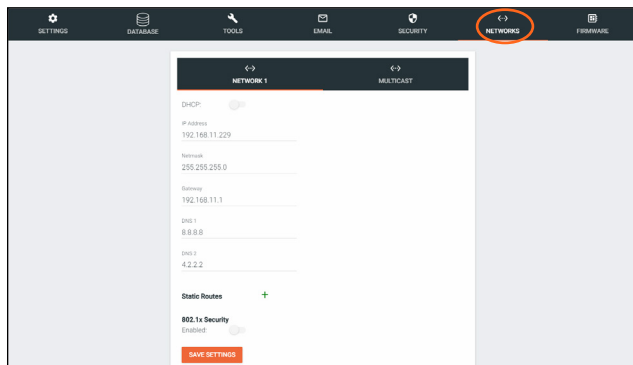 SETTINGS DATABASE TOOLS EMAIL SECURITY NETWORKS FIRMWARE
NETWORK 1 MULTICAST
DHCP:
IP Address
192.168.11.229
Netmask
255.255.255.0
Gateway
192.168.11.1
DNS 1
8.8.8.8
DNS 2
4.2.2.2
Static Routes +
802.1x Security
Enabled:
SAVE SETTINGS